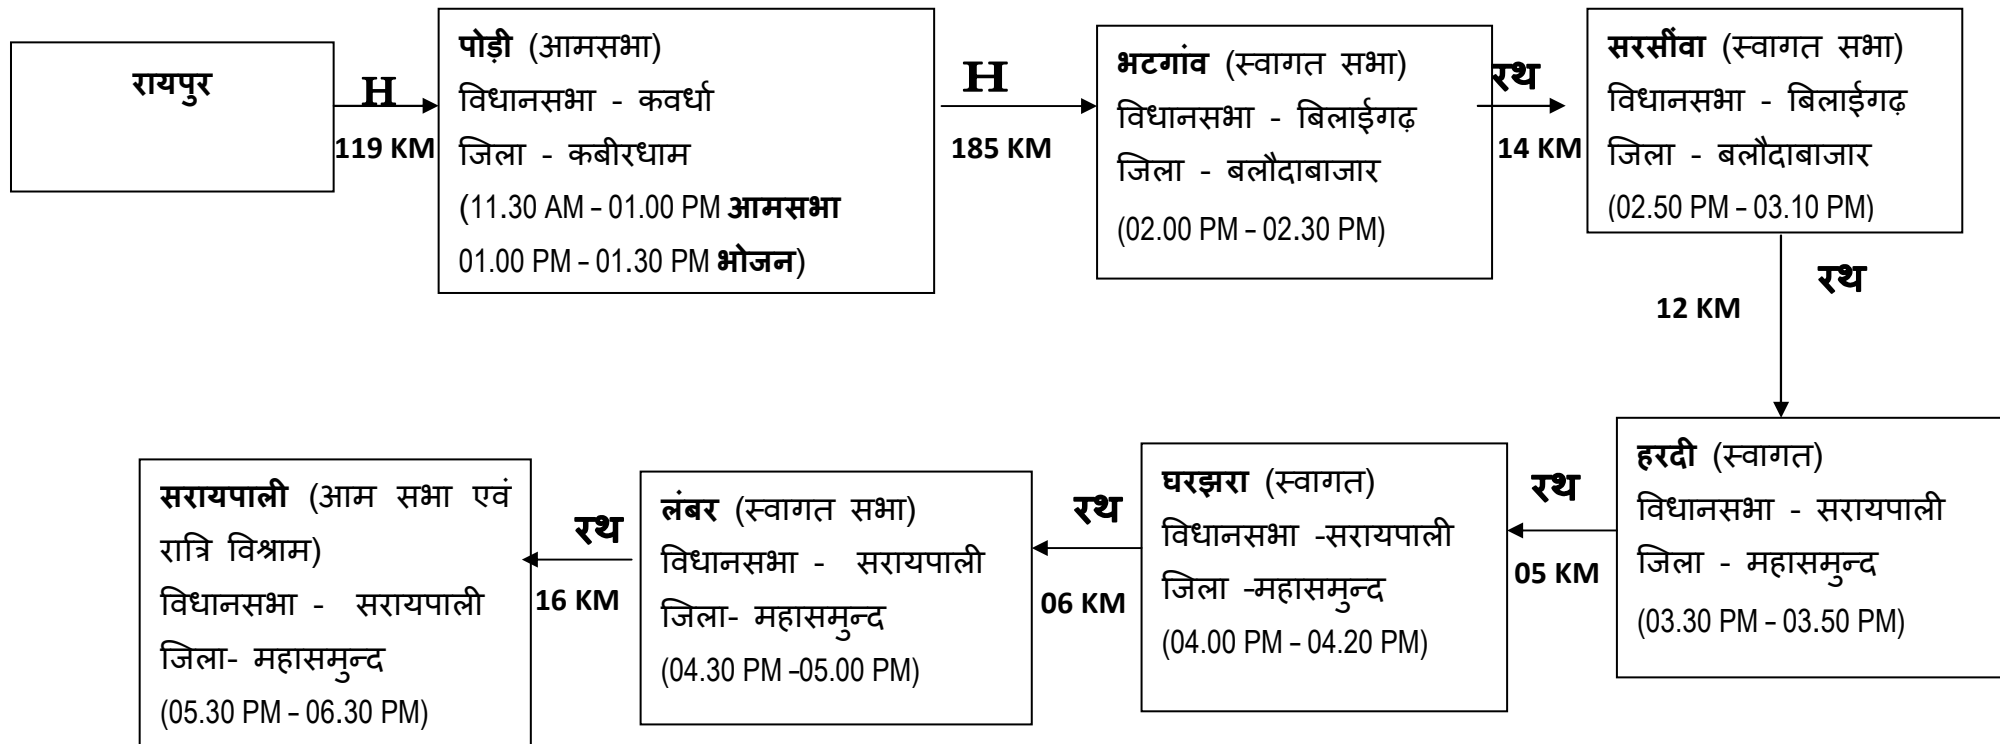 रायपुर
H
119 KM
पोड़ी (आमसभा)
विधानसभा - कवर्धा
जिला - कबीरधाम
(11.30 AM – 01.00 PM आमसभा
01.00 PM – 01.30 PM भोजन)
H
185 KM
भटगांव (स्वागत सभा)
विधानसभा - बिलाईगढ़
जिला - बलौदाबाजार
(02.00 PM – 02.30 PM)
रथ
14 KM
सरसींवा (स्वागत सभा)
विधानसभा - बिलाईगढ़
जिला - बलौदाबाजार
(02.50 PM – 03.10 PM)
रथ
12 KM
हरदी (स्वागत)
विधानसभा - सरायपाली
जिला - महासमुन्द
(03.30 PM – 03.50 PM)
रथ
05 KM
घरझरा (स्वागत)
विधानसभा -सरायपाली
जिला -महासमुन्द
(04.00 PM – 04.20 PM)
रथ
06 KM
लंबर (स्वागत सभा)
विधानसभा - सरायपाली
जिला- महासमुन्द
(04.30 PM –05.00 PM)
रथ
16 KM
सरायपाली (आम सभा एवं
रात्रि विश्राम)
विधानसभा - सरायपाली
जिला- महासमुन्द
(05.30 PM – 06.30 PM)